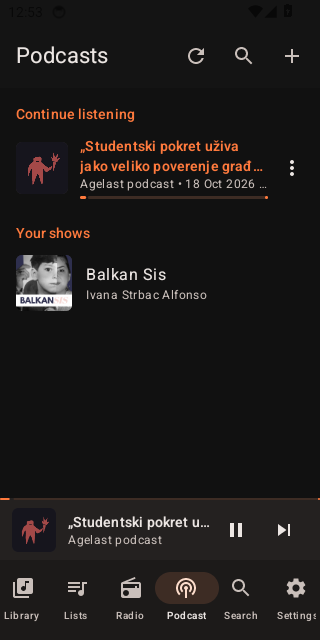 12:53
Podcasts
Continue listening
„Studentski pokret uživa
jako veliko poverenje građ…
Agelast podcast • 18 Oct 2026 …
Your shows
BALKAN SIS
Balkan Sis
Ivana Strbac Alfonso
„Studentski pokret u…
Agelast podcast
Library
Lists
Radio
Podcast
Search
Settings